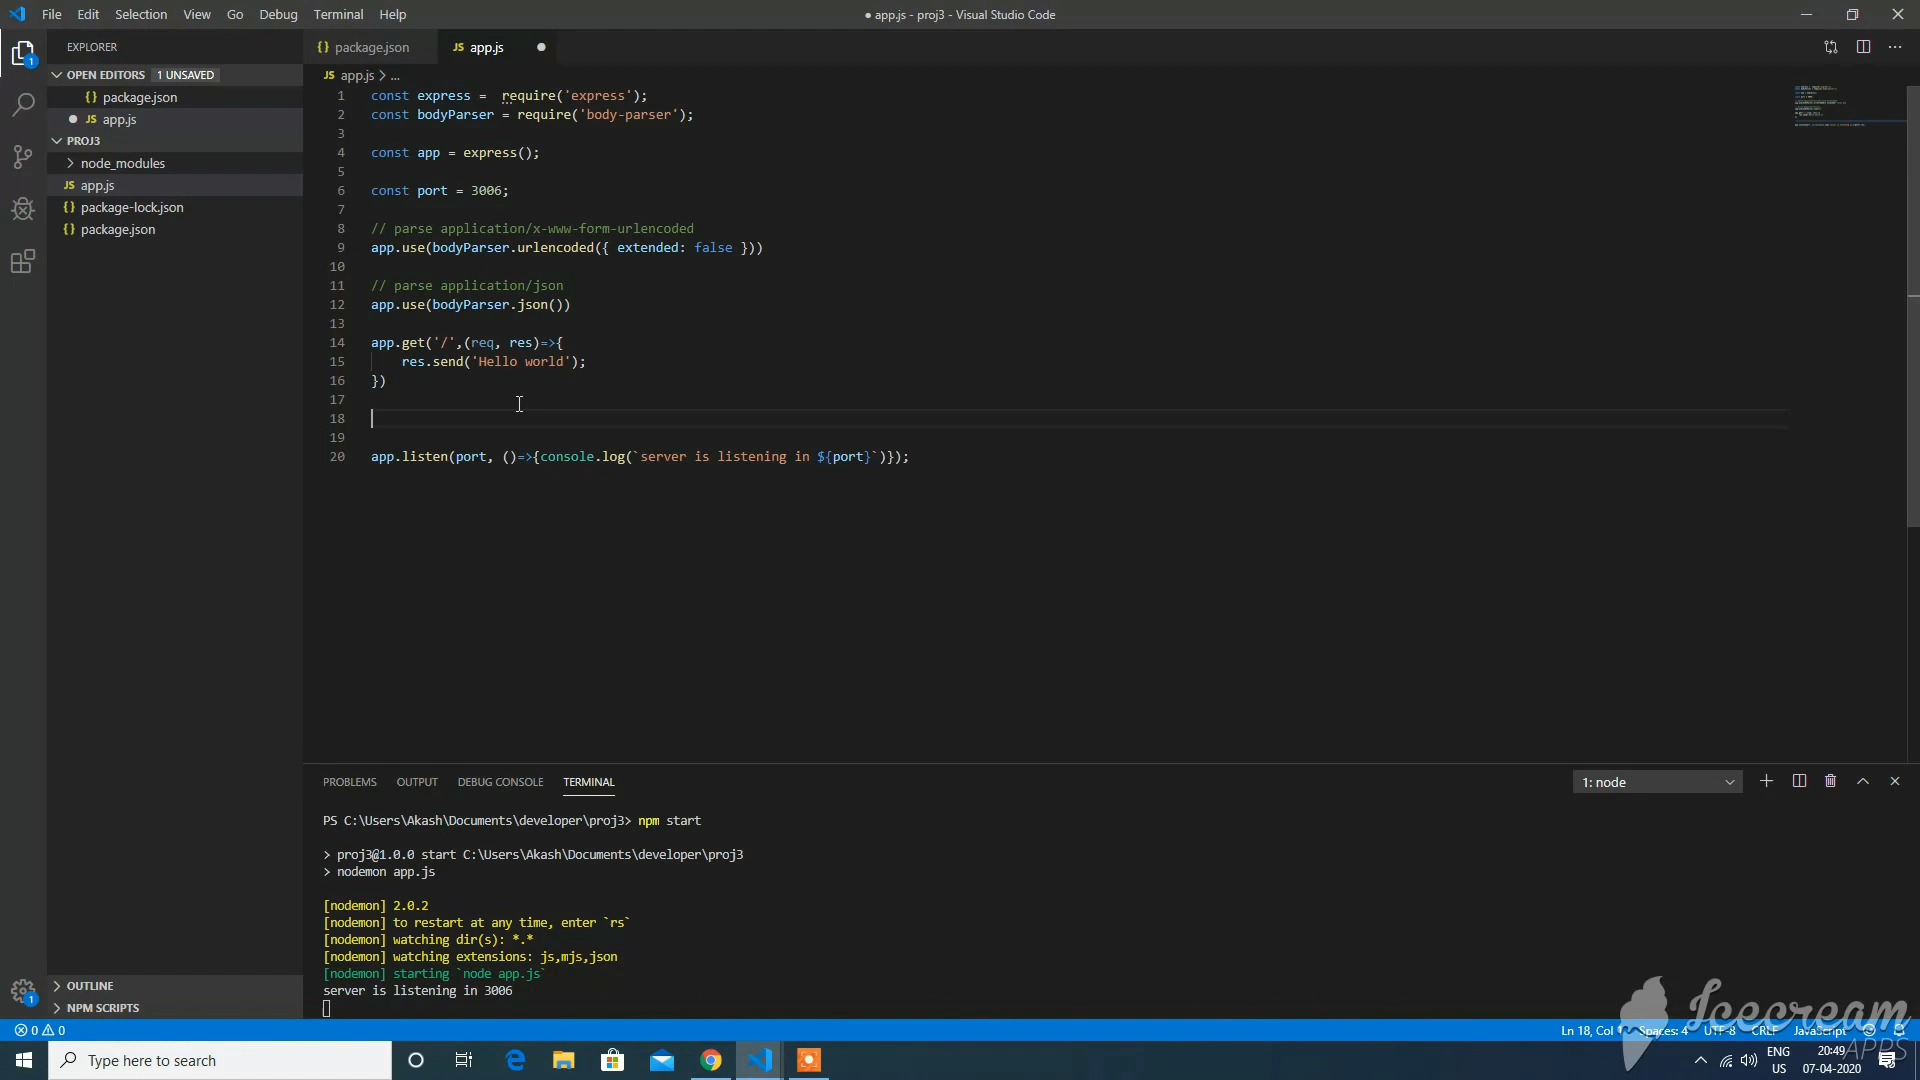 File Edit Selection View Go Debug Terminal Help
● app.js - proj3 - Visual Studio Code
EXPLORER
OPEN EDITORS 1 UNSAVED
{} package.json
● JS app.js
PROJ3
node_modules
JS app.js
{} package-lock.json
{} package.json
OUTLINE
NPM SCRIPTS
1
1
{} package.json
JS app.js ●
JS app.js > ...
1 const express =  require('express');
2 const bodyParser = require('body-parser');
3
4 const app = express();
5
6 const port = 3006;
7
8 // parse application/x-www-form-urlencoded
9 app.use(bodyParser.urlencoded({ extended: false }))
10
11 // parse application/json
12 app.use(bodyParser.json())
13
14 app.get('/',(req, res)=>{
15     res.send('Hello world');
16 })
17
18
19
20 app.listen(port, ()=>{console.log(`server is listening in ${port}`)});
PROBLEMS OUTPUT DEBUG CONSOLE TERMINAL
1: node
PS C:\Users\Akash\Documents\developer\proj3> npm start
> proj3@1.0.0 start C:\Users\Akash\Documents\developer\proj3
> nodemon app.js
[nodemon] 2.0.2
[nodemon] to restart at any time, enter `rs`
[nodemon] watching dir(s): *.*
[nodemon] watching extensions: js,mjs,json
[nodemon] starting `node app.js`
server is listening in 3006
0 0
Ln 18, Col 1 Spaces: 4 UTF-8 CRLF JavaScript
Icecream
APPS
Type here to search
ENG
US
20:49
07-04-2020